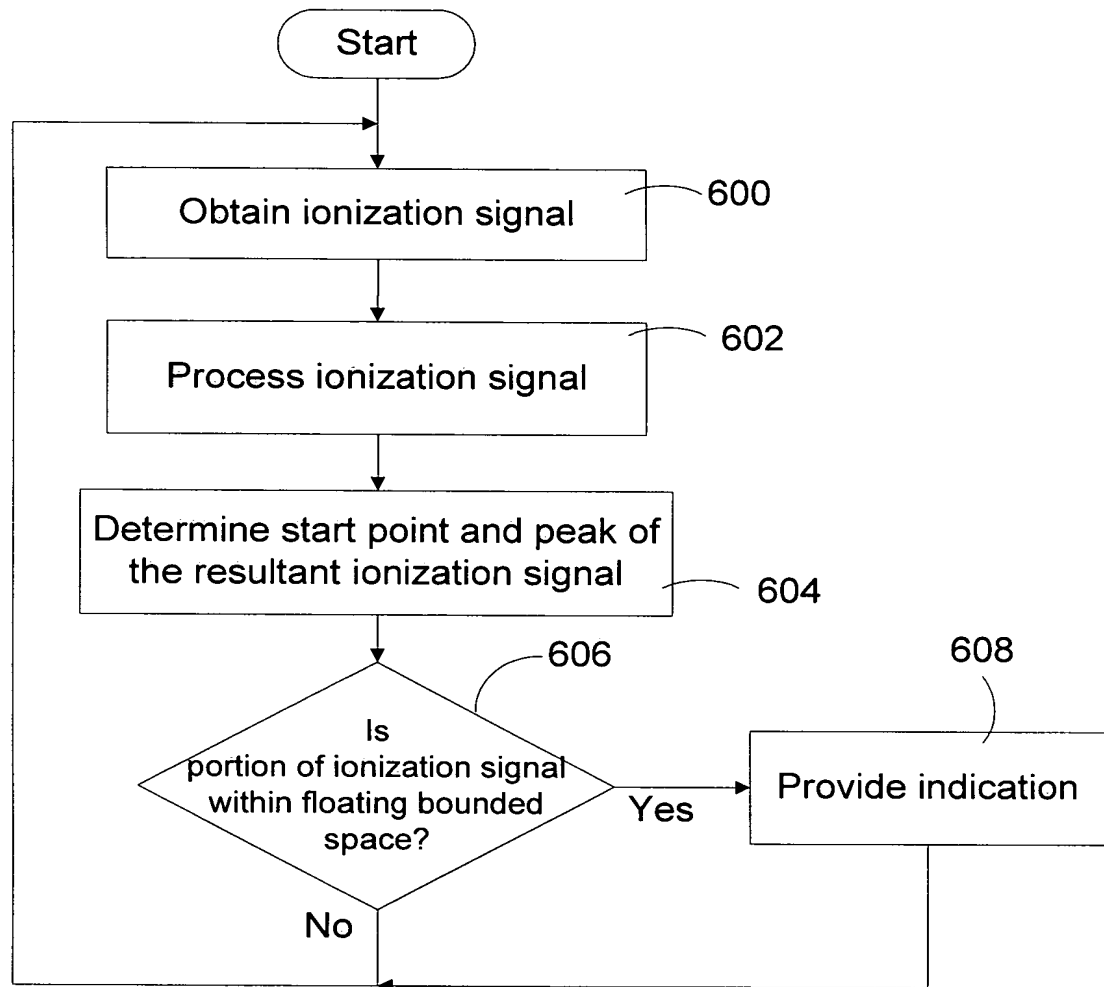 Start
Obtain ionization signal
600
Process ionization signal
602
Determine start point and peak of
the resultant ionization signal
604
606
Is
portion of ionization signal
within floating bounded
space?
Yes
608
Provide indication
No